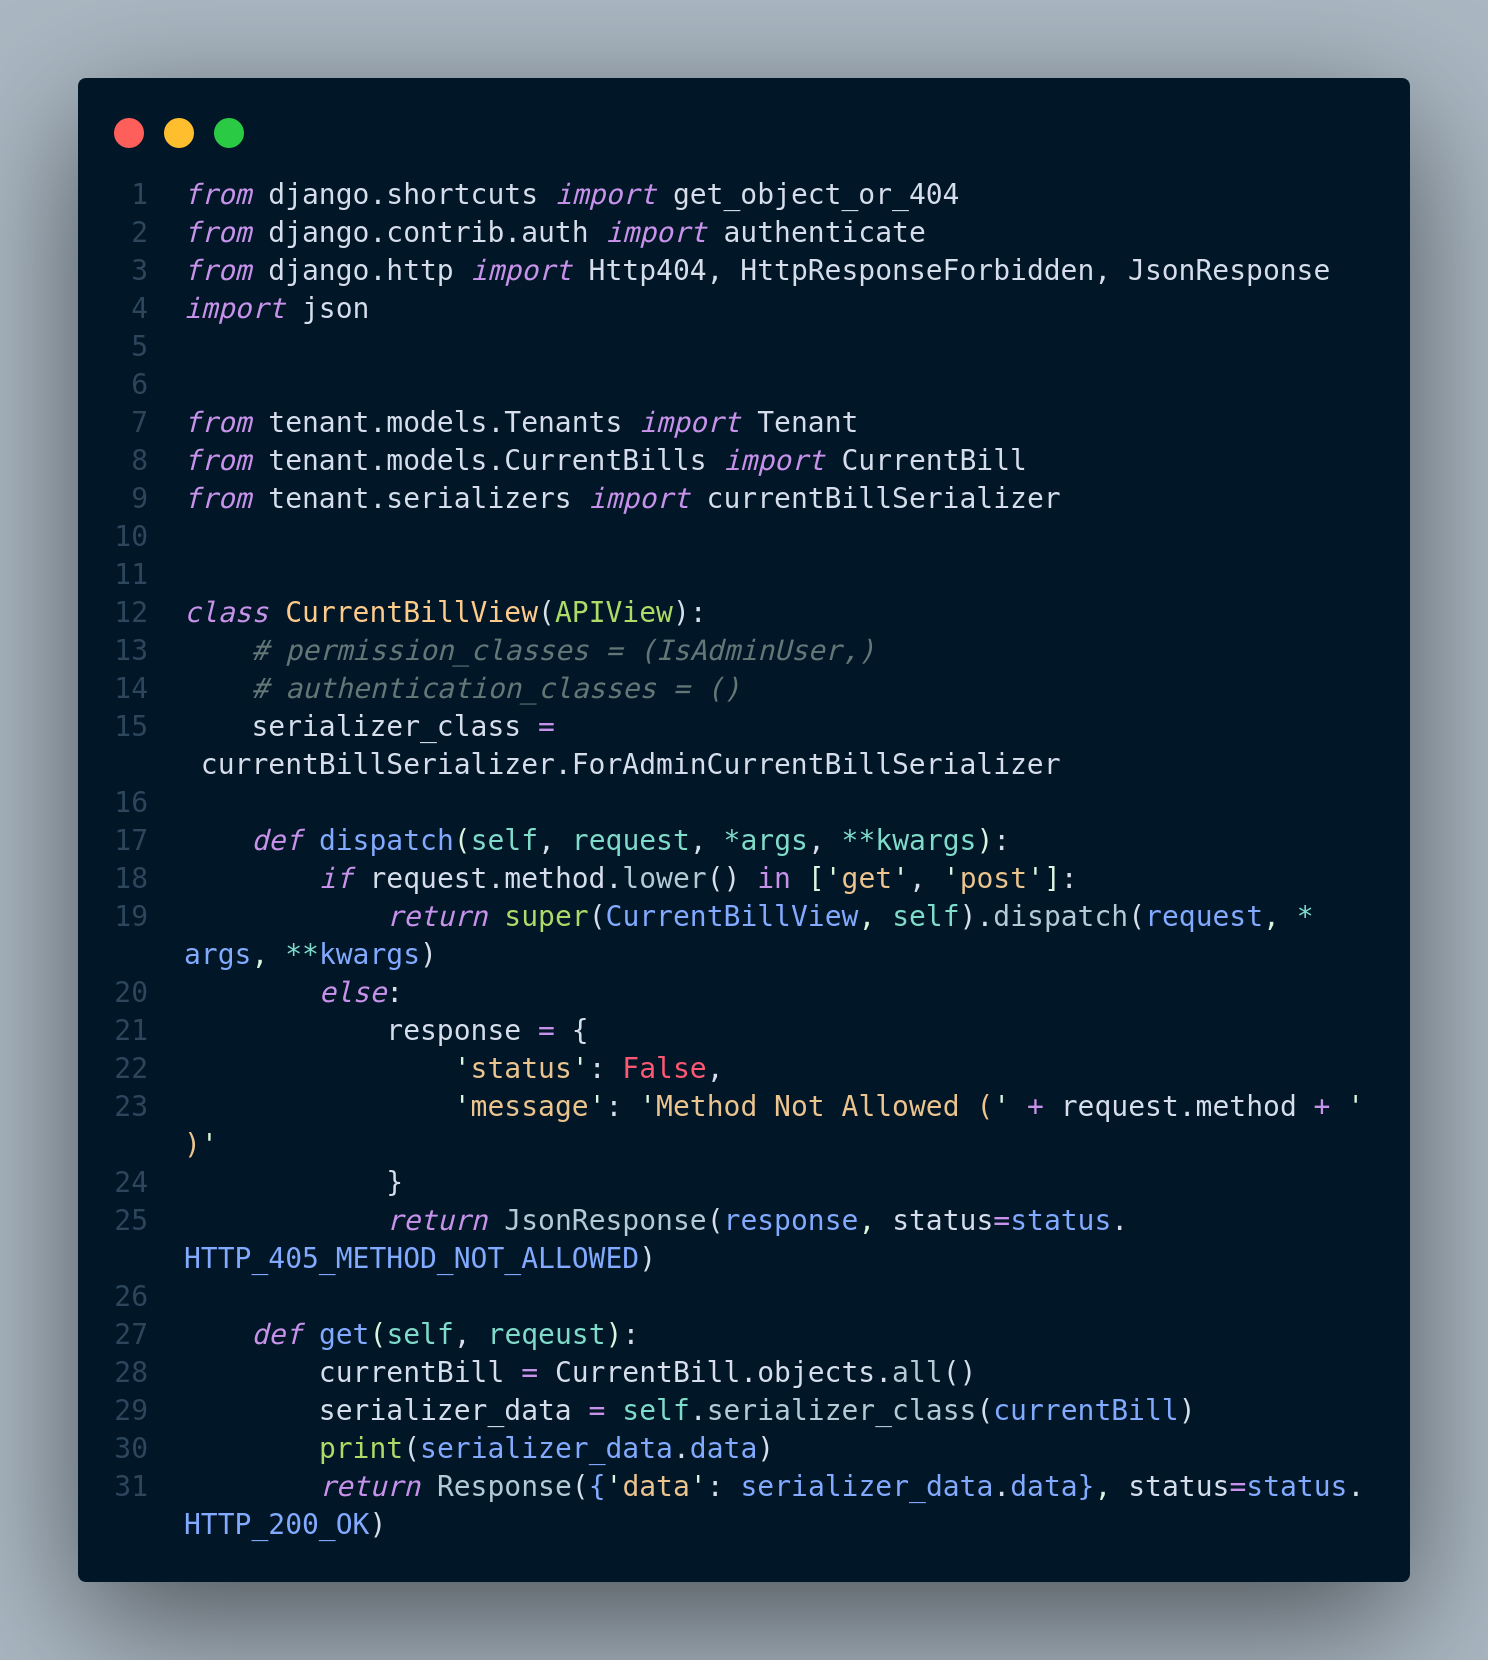 1 from django.shortcuts import get_object_or_404
2 from django.contrib.auth import authenticate
3 from django.http import Http404, HttpResponseForbidden, JsonResponse
4 import json
5
6
7 from tenant.models.Tenants import Tenant
8 from tenant.models.CurrentBills import CurrentBill
9 from tenant.serializers import currentBillSerializer
10
11
12 class CurrentBillView(APIView):
13     # permission_classes = (IsAdminUser,)
14     # authentication_classes = ()
15     serializer_class =
 currentBillSerializer.ForAdminCurrentBillSerializer
16
17     def dispatch(self, request, *args, **kwargs):
18         if request.method.lower() in ['get', 'post']:
19             return super(CurrentBillView, self).dispatch(request, *
args, **kwargs)
20         else:
21             response = {
22                 'status': False,
23                 'message': 'Method Not Allowed (' + request.method + '
)'
24             }
25             return JsonResponse(response, status=status.
HTTP_405_METHOD_NOT_ALLOWED)
26
27     def get(self, reqeust):
28         currentBill = CurrentBill.objects.all()
29         serializer_data = self.serializer_class(currentBill)
30         print(serializer_data.data)
31         return Response({'data': serializer_data.data}, status=status.
HTTP_200_OK)